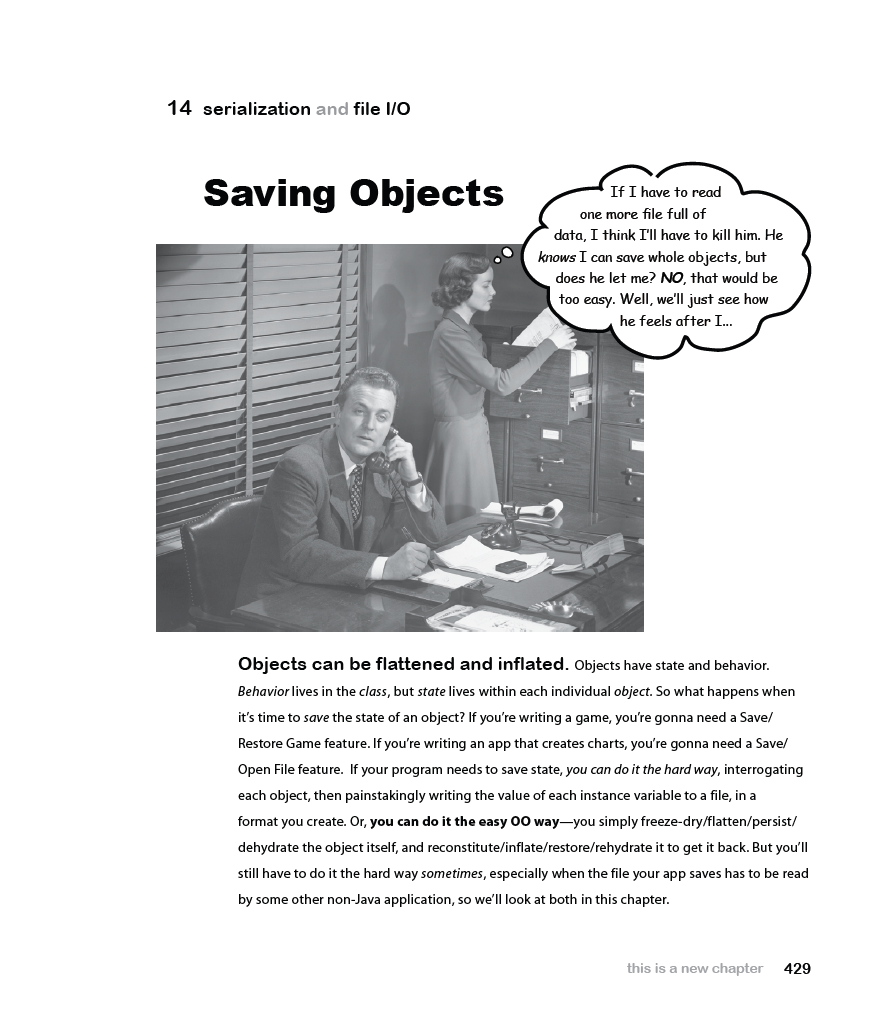 14 serialization and file I/O
Saving Objects
If I have to read
one more file full of
data, I think I'll have to kill him. He
knows I can save whole objects, but
does he let me? NO, that would be
too easy. Well, we'll just see how
he feels after I...
Objects can be flattened and inflated. Objects have state and behavior.
Behavior lives in the class, but state lives within each individual object. So what happens when
it's time to save the state of an object? If you're writing a game, you're gonna need a Save/
Restore Game feature. If you're writing an app that creates charts, you're gonna need a Save/
Open File feature. If your program needs to save state, you can do it the hard way, interrogating
each object, then painstakingly writing the value of each instance variable to a file, in a
format you create. Or, you can do it the easy OO way—you simply freeze-dry/flatten/persist/
dehydrate the object itself, and reconstitute/inflate/restore/rehydrate it to get it back. But you'll
still have to do it the hard way sometimes, especially when the file your app saves has to be read
by some other non-Java application, so we'll look at both in this chapter.
this is a new chapter 429